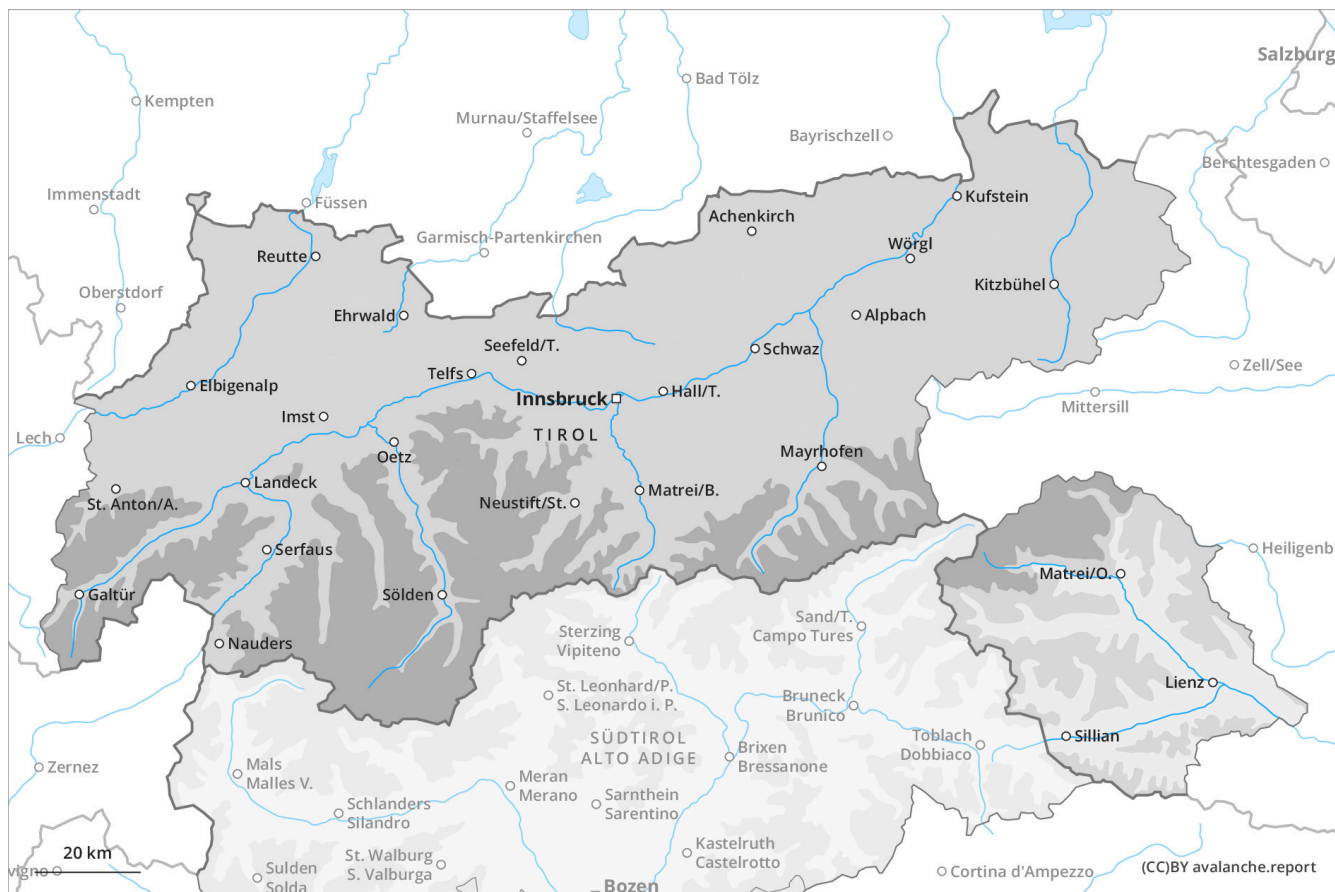 Salzburg
Bad Tölz
Kempten
Murnau/Staffelsee
Bayrischzell
Berchtesgaden
Immenstadt
Füssen
Kufstein
Achenkirch
Garmisch-Partenkirchen
Wörgl
Reutte
Kitzbühel
Oberstdorf
Ehrwald
Alpbach
Seefeld/T.
Schwaz
Zell/See
Telfs
Elbigenalp
Hall/T.
Innsbruck
Mittersill
Imst
Lech
TIROL
Oetz
Mayrhofen
Landeck
Matrei/B.
St. Anton/A.
Neustift/St.
Serfaus
Heiligenb
Matrei/O.
Galtür
Sölden
Sand/T.
Campo Tures
Sterzing
Vipiteno
Nauders
Lienz
St. Leonhard/P.
S. Leonardo i. P.
Bruneck
Brunico
Toblach
Dobbiaco
Sillian
SÜDTIROL
ALTO ADIGE
Brixen
Bressanone
Zernez
Mals
Malles V.
Meran
Merano
Schlanders
Silandro
Sarnthein
Sarentino
Kastelruth
Castelrotto
20 km
St. Walburg
S. Valburga
vigno
Sulden
Solda
Cortina d'Ampezzo
(CC)BY avalanche.report
Bozen